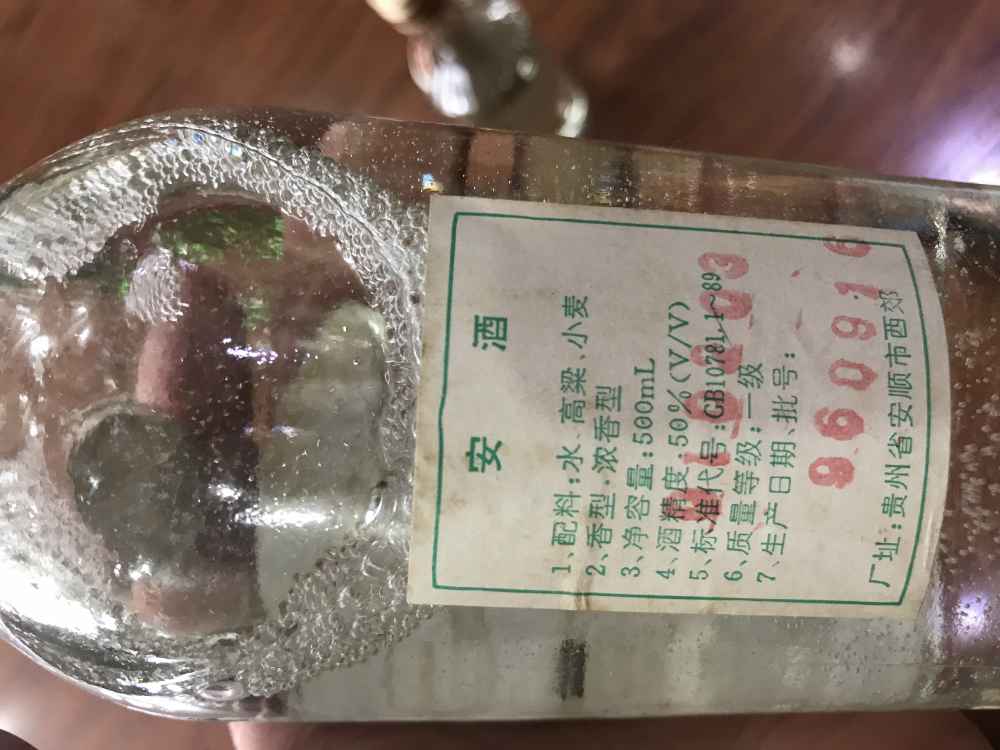 安 酒
1、配料:水、高粱、小麦
2、香型:浓香型
3、净容量:500mL
4、酒精度:50%(V/V)
5、标准代号:GB10781.1~89
6、质量等级:一级
7、生产日期、批号:
960916
厂址:贵州省安顺市西郊